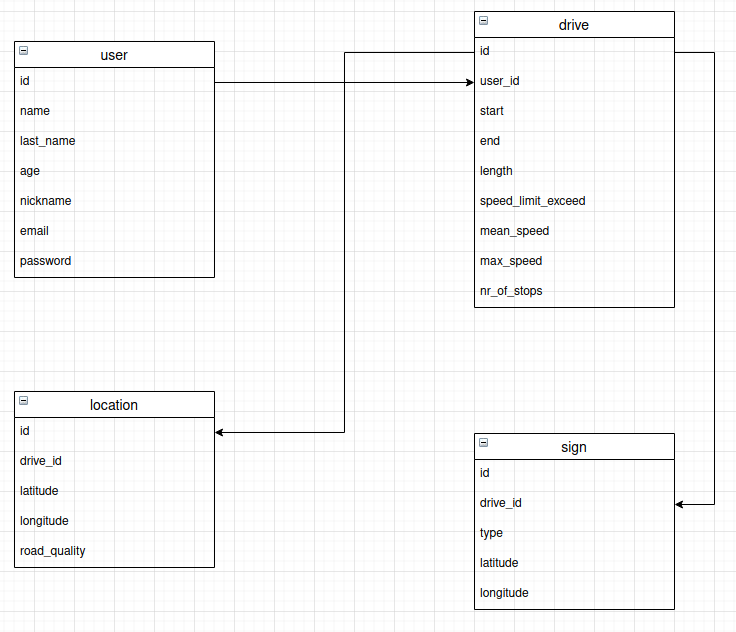 user
id
name
last_name
age
nickname
email
password
drive
id
user_id
start
end
length
speed_limit_exceed
mean_speed
max_speed
nr_of_stops
location
id
drive_id
latitude
longitude
road_quality
sign
id
drive_id
type
latitude
longitude